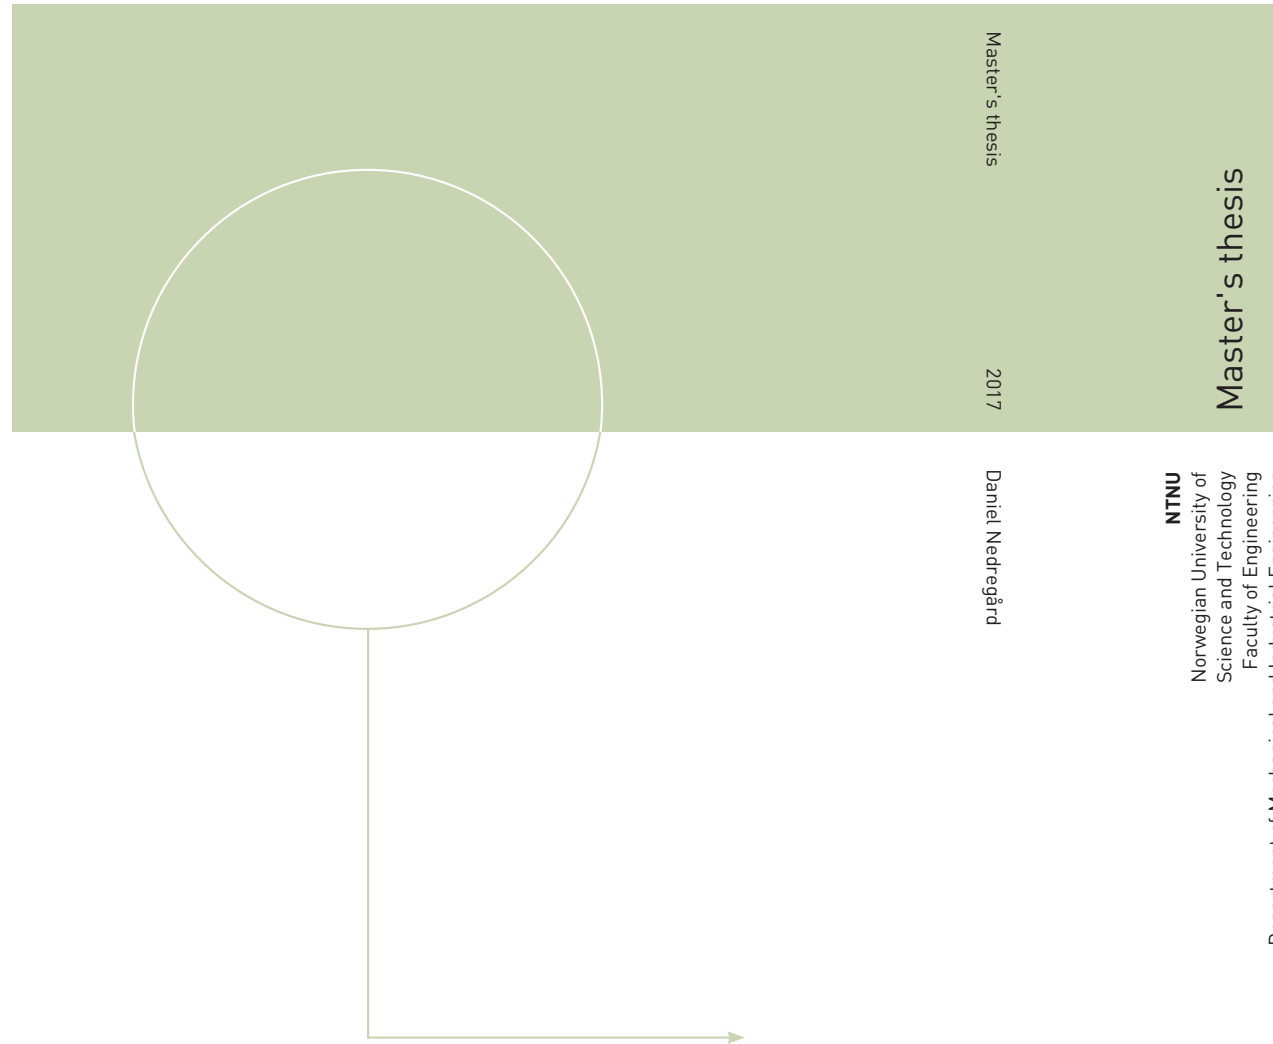 Master's thesis
2017
Daniel Nedregård
Master's thesis
NTNU
Norwegian University of
Science and Technology
Faculty of Engineering